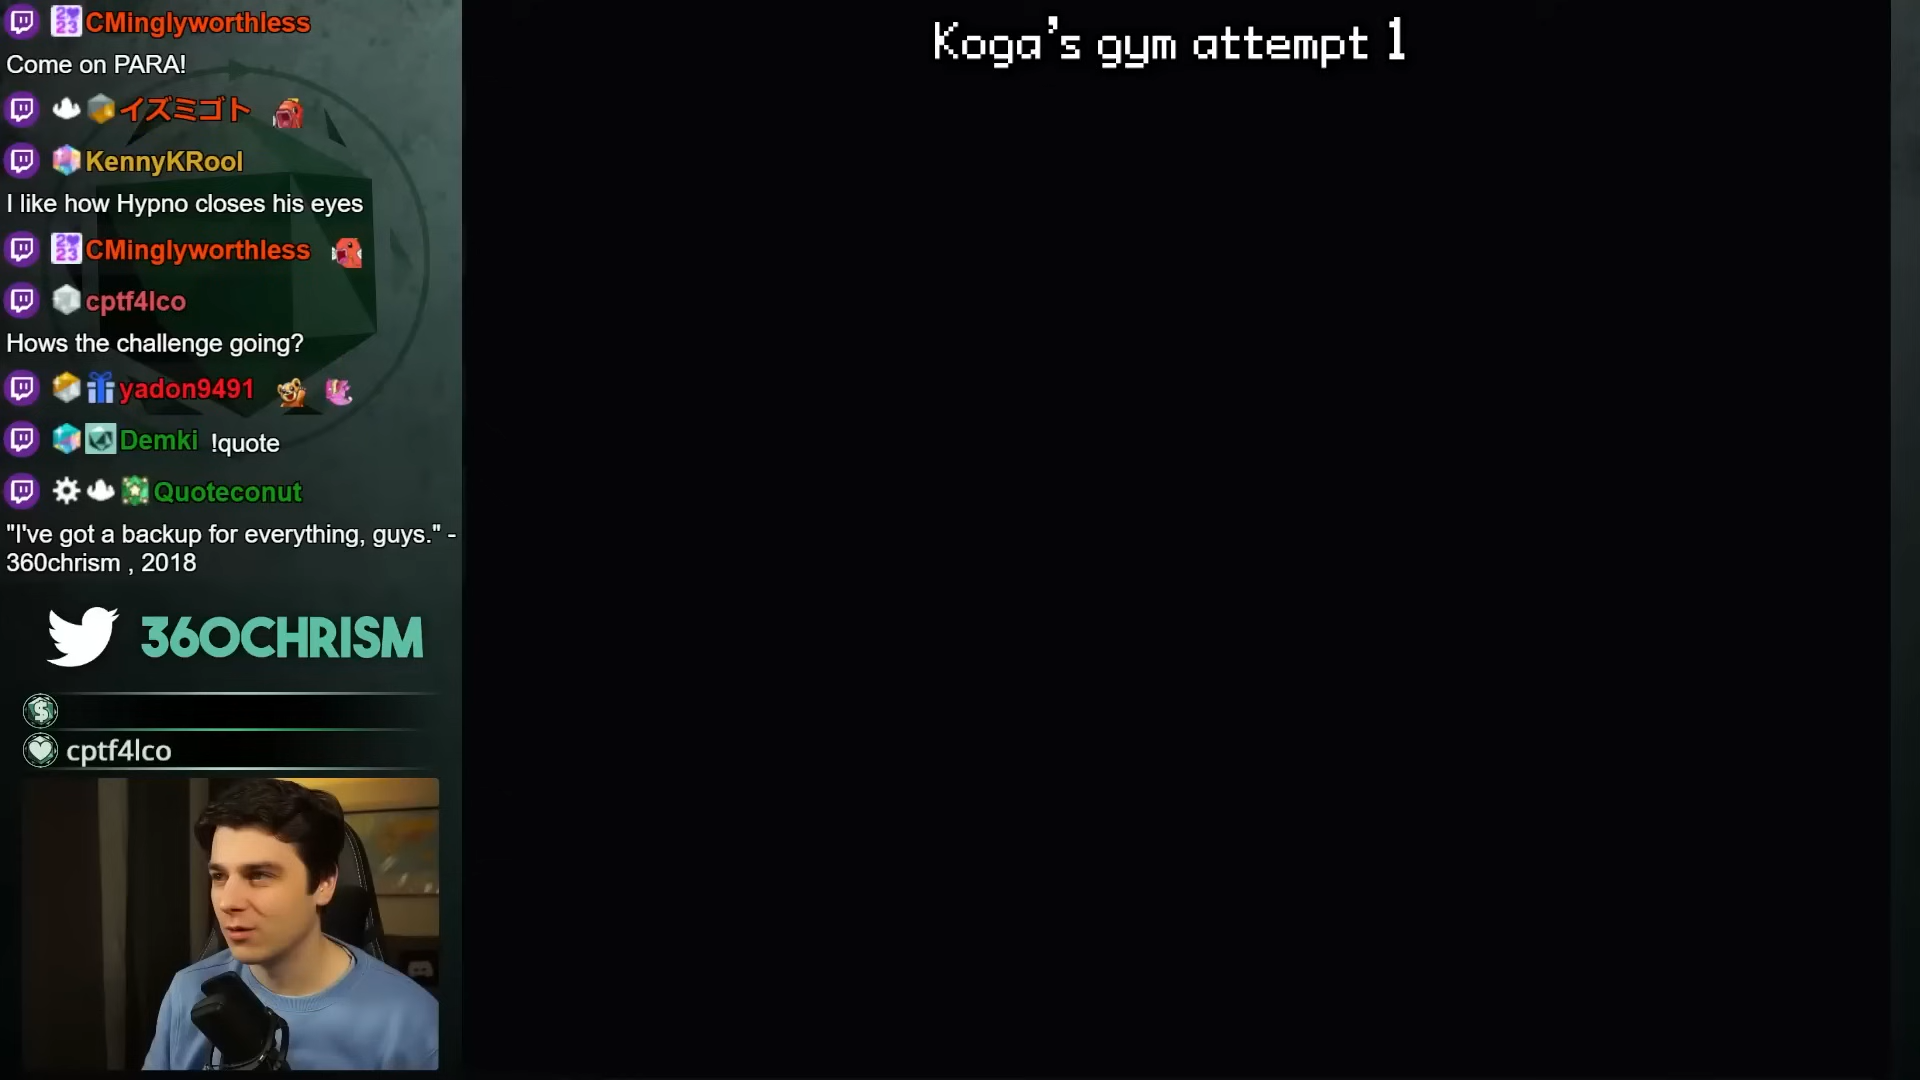 CMinglyworthless
Come on PARA!
イズミゴト
KennyKRool
I like how Hypno closes his eyes
CMinglyworthless
cptf4lco
Hows the challenge going?
yadon9491
Demki !quote
Quoteconut
"I've got a backup for everything, guys." -
360chrism , 2018
360CHRISM
$
cptf4lco
Koga's gym attempt 1